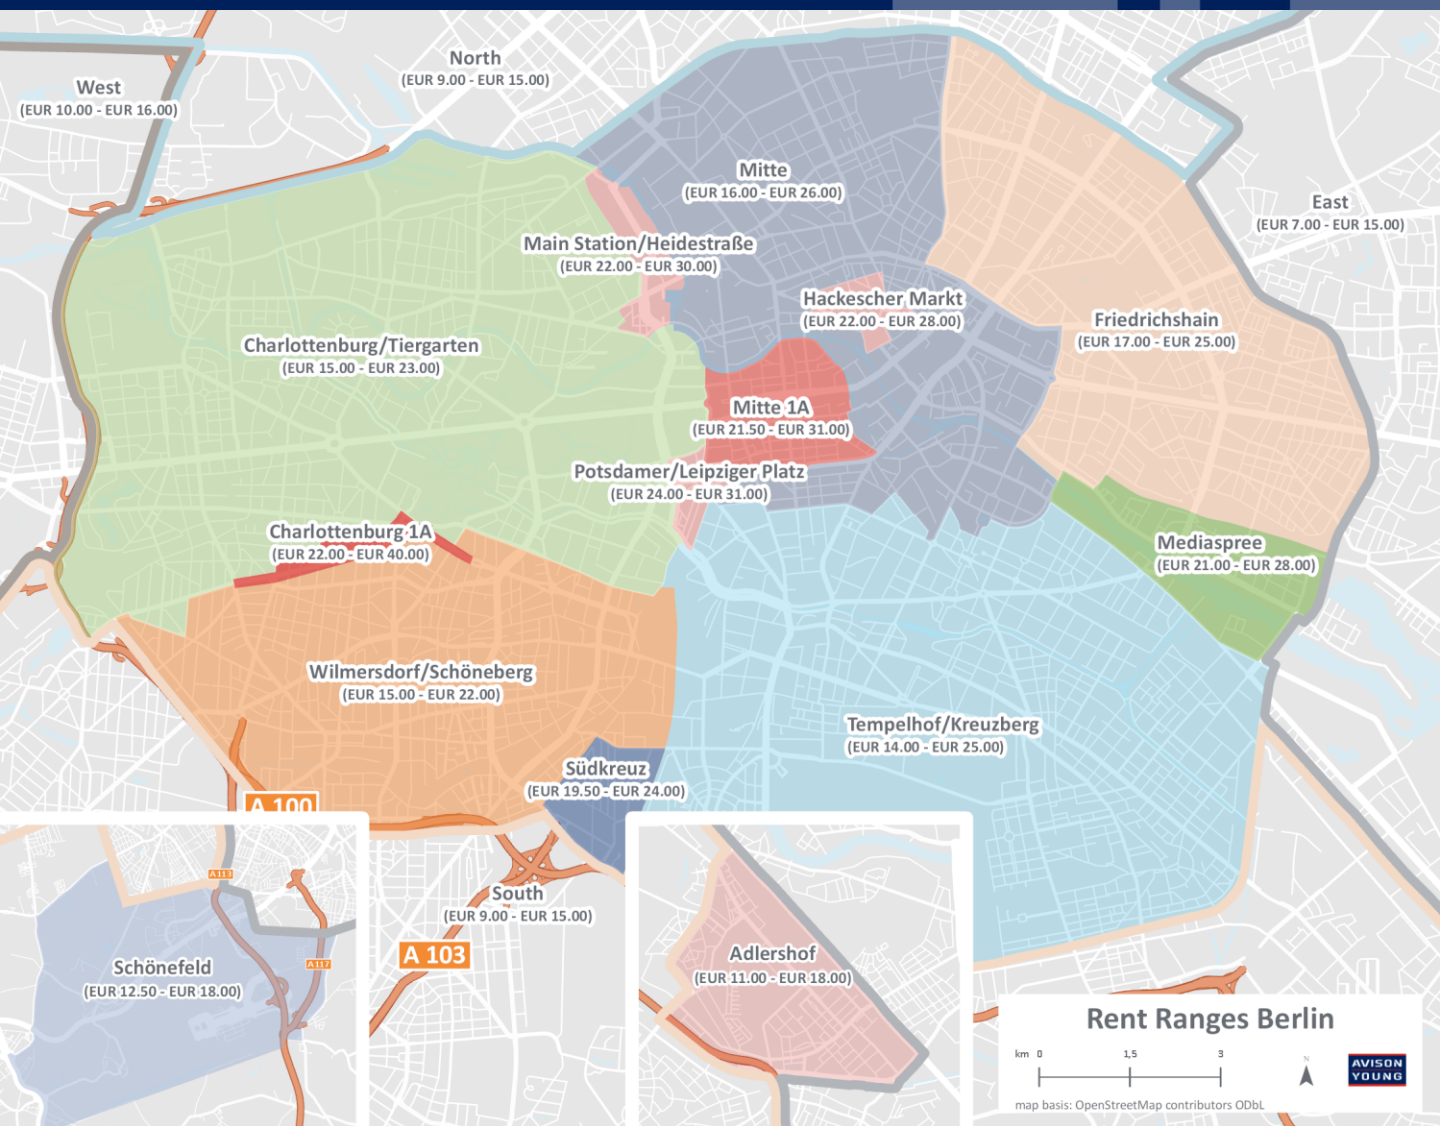 North
(EUR 9.00 - EUR 15.00)
West
(EUR 10.00 - EUR 16.00)
Mitte
(EUR 16.00 - EUR 26.00)
East
(EUR 7.00 - EUR 15.00)
Main Station/Heidestraße
(EUR 22.00 - EUR 30.00)
Hackescher Markt
(EUR 22.00 - EUR 28.00)
Friedrichshain
(EUR 17.00 - EUR 25.00)
Charlottenburg/Tiergarten
(EUR 15.00 - EUR 23.00)
Mitte 1A
(EUR 21.50 - EUR 31.00)
Potsdamer/Leipziger Platz
(EUR 24.00 - EUR 31.00)
Charlottenburg 1A
(EUR 22.00 - EUR 40.00)
Mediaspree
(EUR 21.00 - EUR 28.00)
Wilmersdorf/Schöneberg
(EUR 15.00 - EUR 22.00)
Tempelhof/Kreuzberg
(EUR 14.00 - EUR 25.00)
Südkreuz
(EUR 19.50 - EUR 24.00)
A 100
A113
South
(EUR 9.00 - EUR 15.00)
A 103
Adlershof
(EUR 11.00 - EUR 18.00)
A117
Schönefeld
(EUR 12.50 - EUR 18.00)
Rent Ranges Berlin
km 0 1,5 3
N
AVISON
YOUNG
map basis: OpenStreetMap contributors ODbL